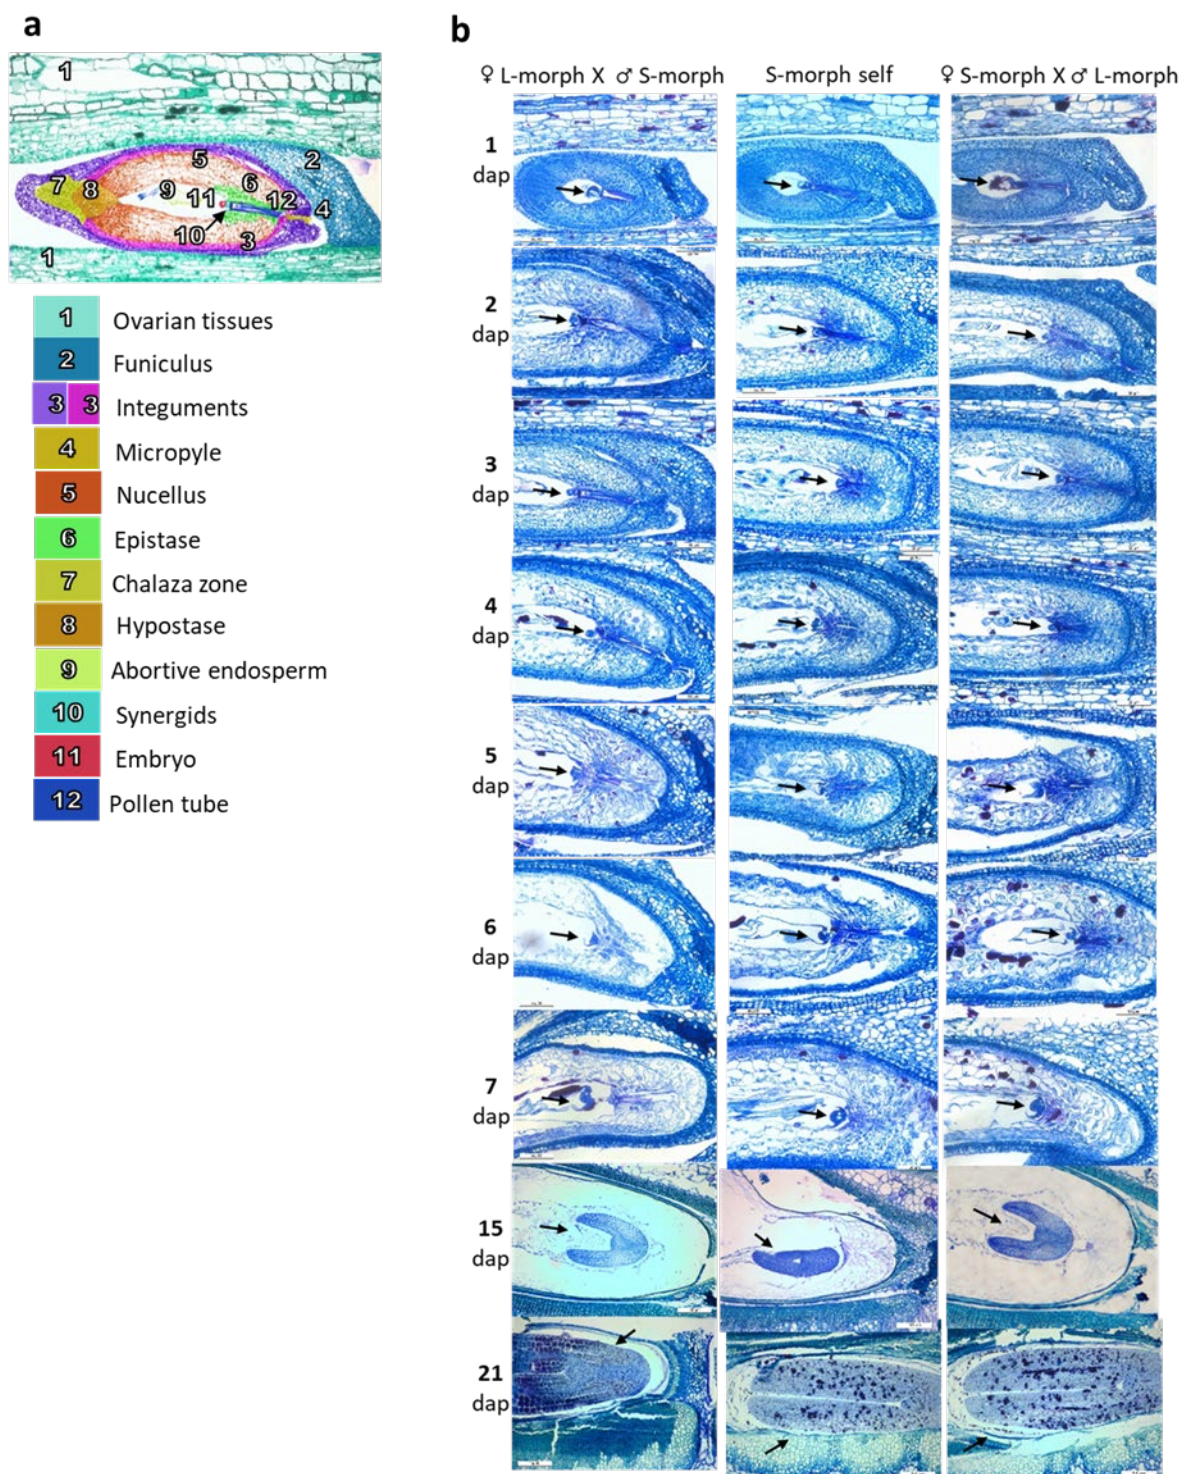 a
1
2
3
4
5
6
7
8
9
10
11
12
1
1 Ovarian tissues
2 Funiculus
3 3 Integuments
4 Micropyle
5 Nucellus
6 Epistase
7 Chalaza zone
8 Hypostase
9 Abortive endosperm
10 Synergids
11 Embryo
12 Pollen tube
b
♀ L-morph X ♂ S-morph
S-morph self
♀ S-morph X ♂ L-morph
1
dap
2
dap
3
dap
4
dap
5
dap
6
dap
7
dap
15
dap
21
dap